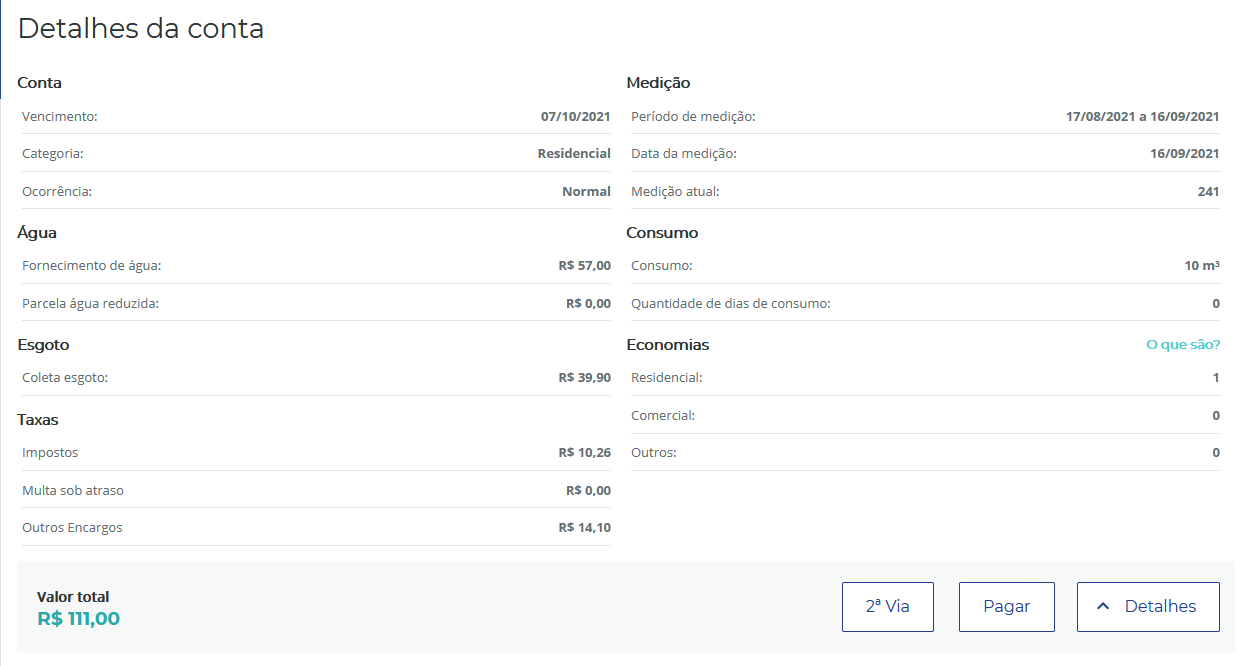 Detalhes da conta
Conta
Vencimento: 07/10/2021
Categoria: Residencial
Ocorrência: Normal
Água
Fornecimento de água: R$ 57,00
Parcela água reduzida: R$ 0,00
Esgoto
Coleta esgoto: R$ 39,90
Taxas
Impostos R$ 10,26
Multa sob atraso R$ 0,00
Outros Encargos R$ 14,10
Medição
Período de medição: 17/08/2021 a 16/09/2021
Data da medição: 16/09/2021
Medição atual: 241
Consumo
Consumo: 10 m³
Quantidade de dias de consumo: 0
Economias O que são?
Residencial: 1
Comercial: 0
Outros: 0
Valor total
R$ 111,00
2ª Via
Pagar
Detalhes